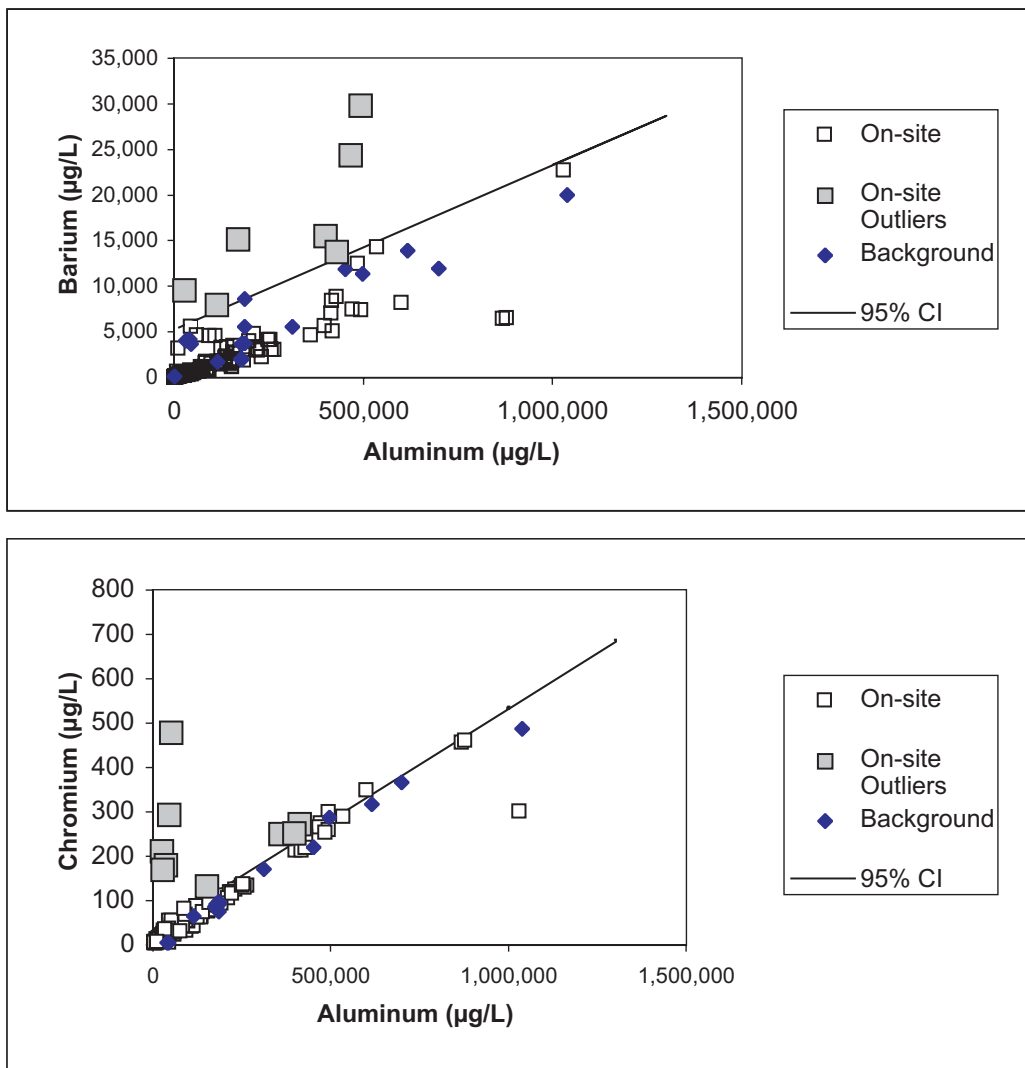 35,000
30,000
25,000
20,000
15,000
10,000
5,000
0
Barium (µg/L)
0
500,000
1,000,000
1,500,000
Aluminum (µg/L)
On-site
On-site
Outliers
Background
95% CI
800
700
600
500
400
300
200
100
0
Chromium (µg/L)
0
500,000
1,000,000
1,500,000
Aluminum (µg/L)
On-site
On-site
Outliers
Background
95% CI